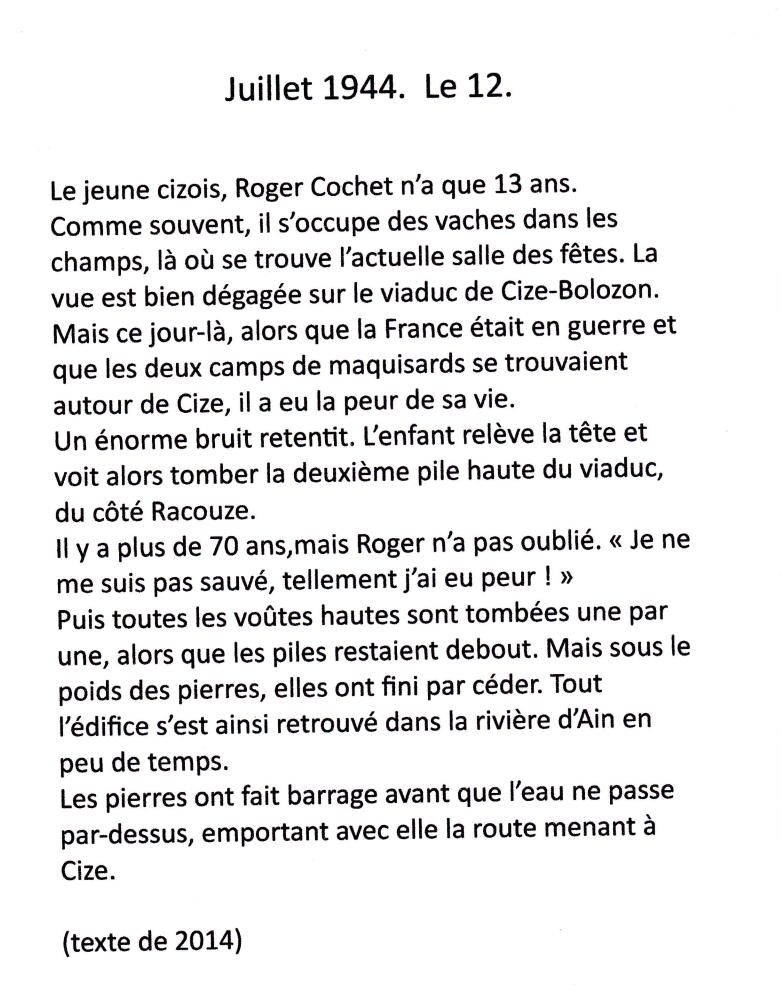 Juillet 1944.  Le 12.
Le jeune cizois, Roger Cochet n’a que 13 ans.
Comme souvent, il s’occupe des vaches dans les
champs, là où se trouve l’actuelle salle des fêtes. La
vue est bien dégagée sur le viaduc de Cize-Bolozon.
Mais ce jour-là, alors que la France était en guerre et
que les deux camps de maquisards se trouvaient
autour de Cize, il a eu la peur de sa vie.
Un énorme bruit retentit. L’enfant relève la tête et
voit alors tomber la deuxième pile haute du viaduc,
du côté Racouze.
Il y a plus de 70 ans,mais Roger n’a pas oublié. « Je ne
me suis pas sauvé, tellement j’ai eu peur ! »
Puis toutes les voûtes hautes sont tombées une par
une, alors que les piles restaient debout. Mais sous le
poids des pierres, elles ont fini par céder. Tout
l’édifice s’est ainsi retrouvé dans la rivière d’Ain en
peu de temps.
Les pierres ont fait barrage avant que l’eau ne passe
par-dessus, emportant avec elle la route menant à
Cize.
(texte de 2014)